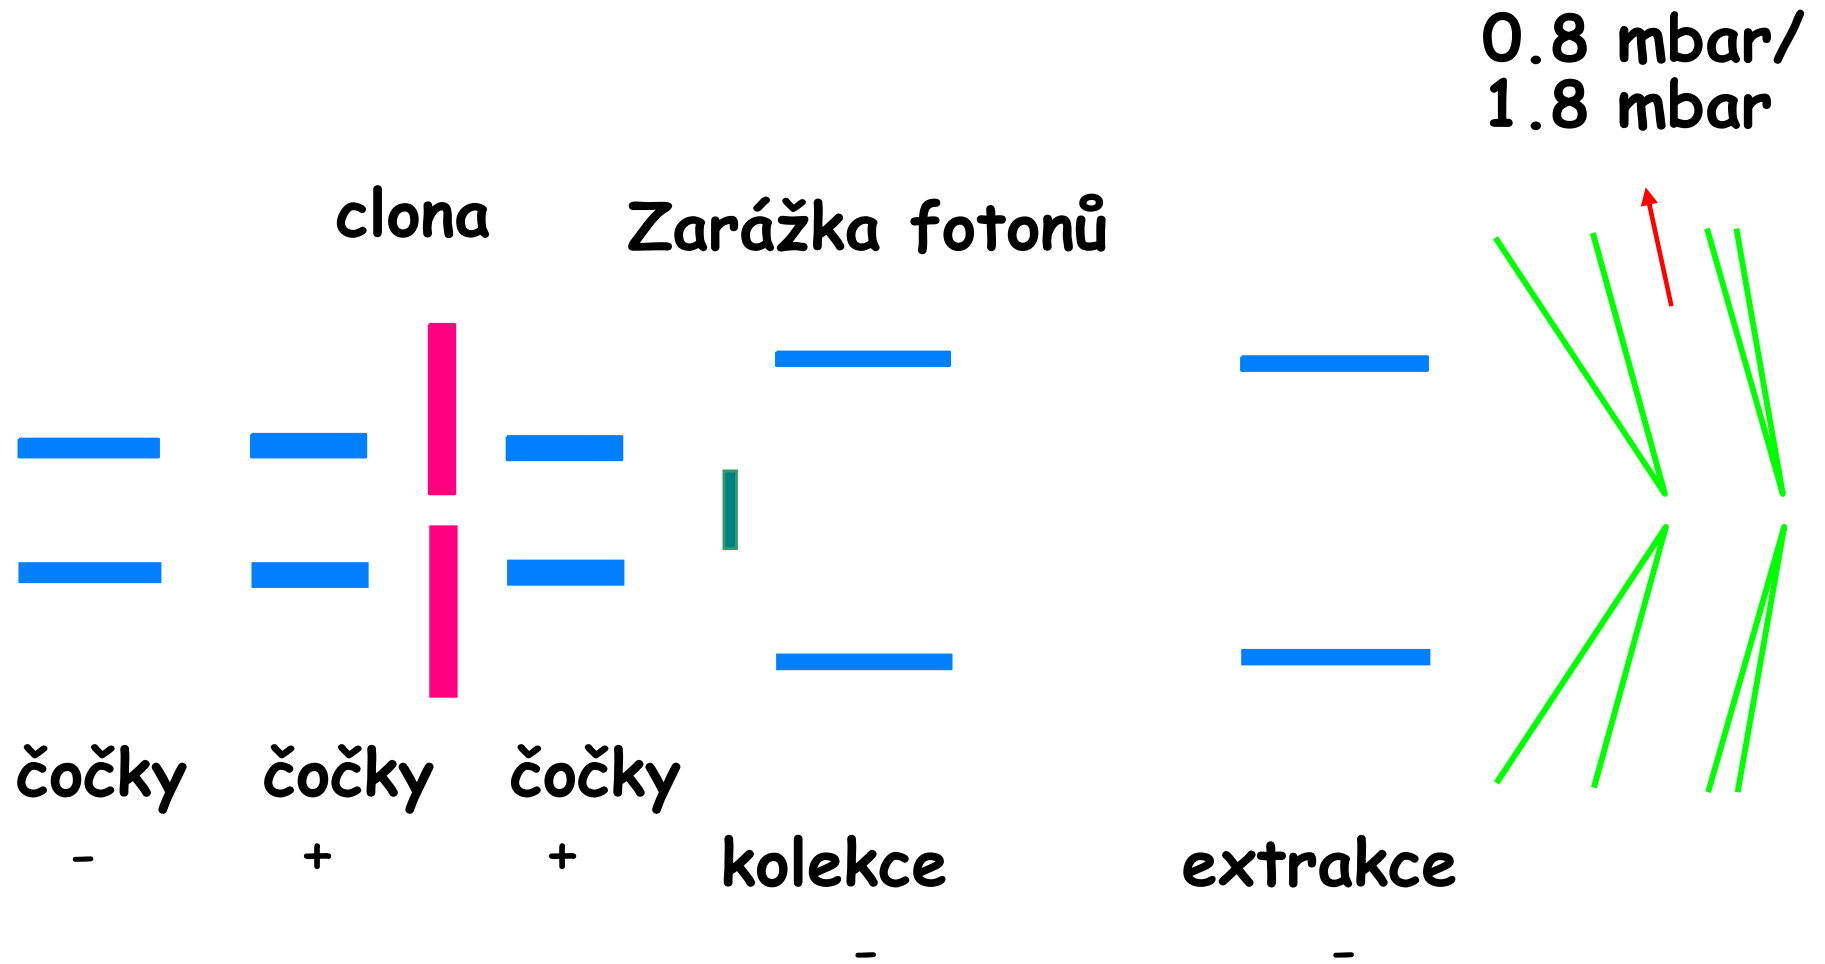 0.8 mbar/
1.8 mbar
clona
Zarážka fotonů
čočky
čočky
čočky
-
+
+
kolekce
extrakce
-
-